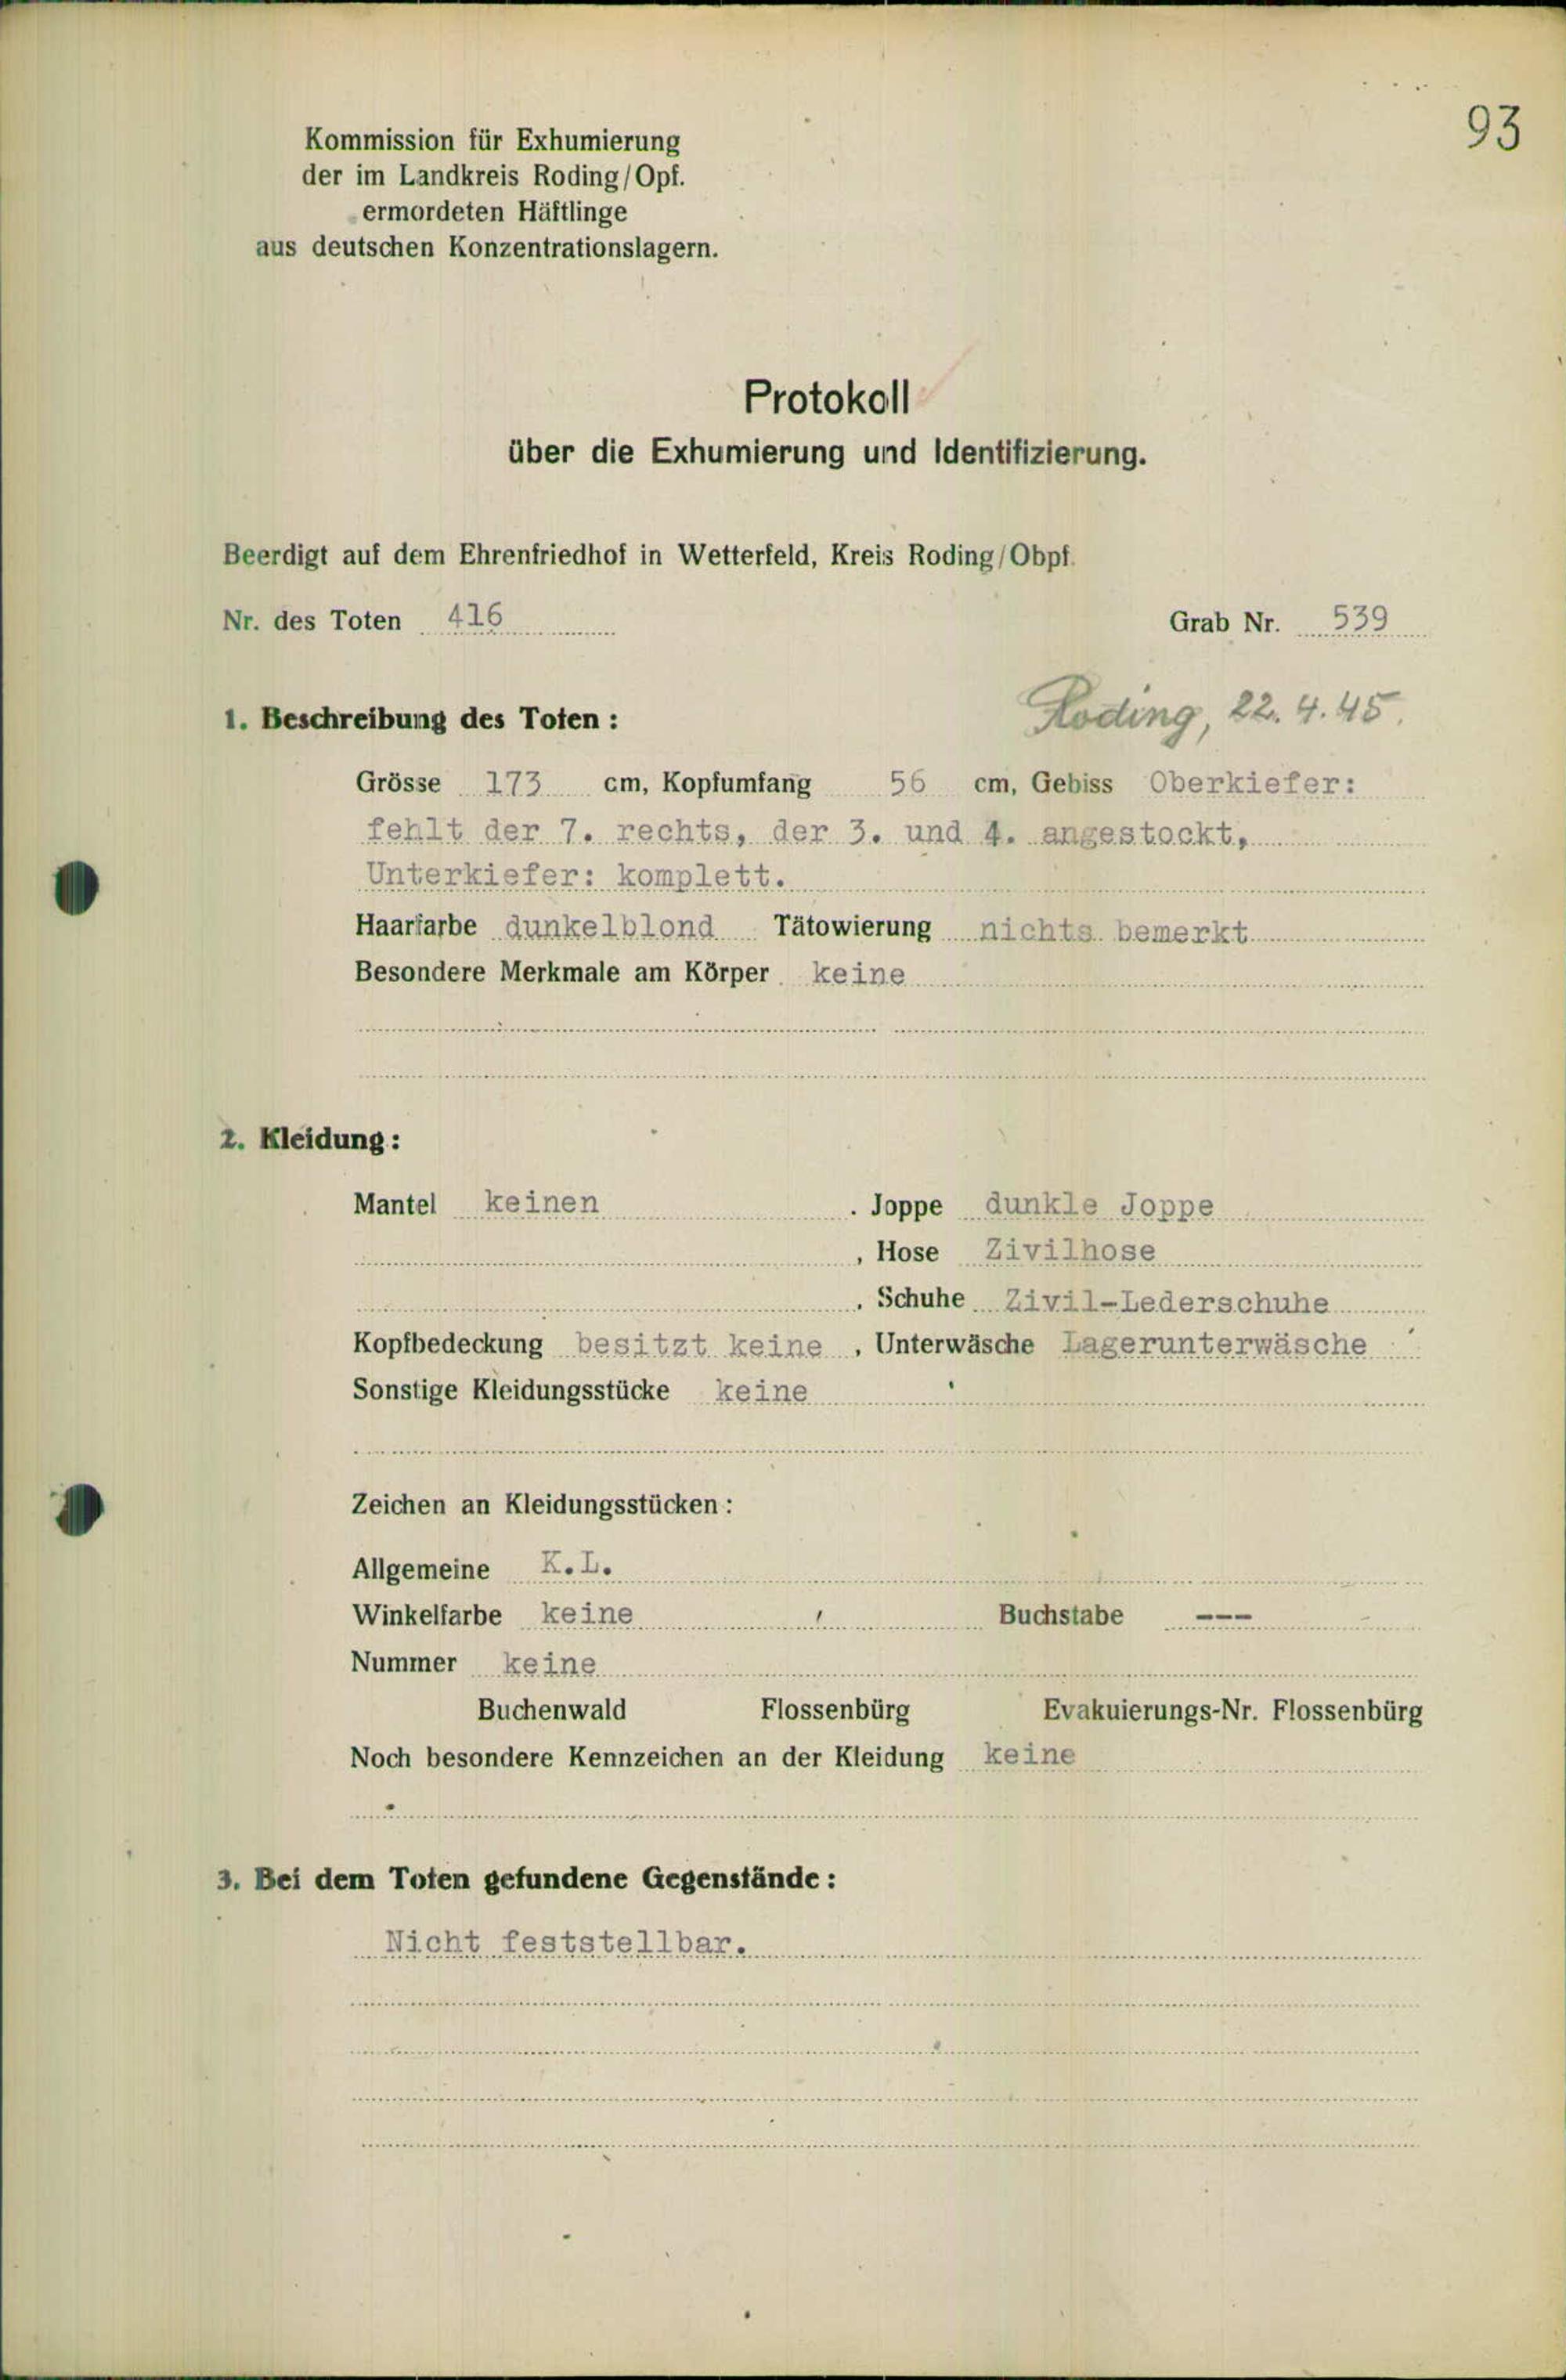 93
Kommission für Exhumierung
der im Landkreis Roding/Opf.
ermordeten Häftlinge
aus deutschen Konzentrationslagern.
Protokoll
über die Exhumierung und Identifizierung.
Beerdigt auf dem Ehrenfriedhof in Wetterfeld, Kreis Roding/Obpf.
Nr. des Toten 416 Grab Nr. 539
Roding, 22. 4. 45.
1. Beschreibung des Toten :
Grösse 173 cm, Kopfumfang 56 cm, Gebiss Oberkiefer:
fehlt der 7. rechts, der 3. und 4. angestockt,
Unterkiefer: komplett.
Haarfarbe dunkelblond Tätowierung nichts bemerkt
Besondere Merkmale am Körper keine
2. Kleidung :
Mantel keinen . Joppe dunkle Joppe
, Hose Zivilhose
, Schuhe Zivil-Lederschuhe
Kopfbedeckung besitzt keine , Unterwäsche Lagerunterwäsche
Sonstige Kleidungsstücke keine
Zeichen an Kleidungsstücken :
Allgemeine K.L.
Winkelfarbe keine Buchstabe ---
Nummer keine
Buchenwald Flossenbürg Evakuierungs-Nr. Flossenbürg
Noch besondere Kennzeichen an der Kleidung keine
3. Bei dem Toten gefundene Gegenstände :
Nicht feststellbar.